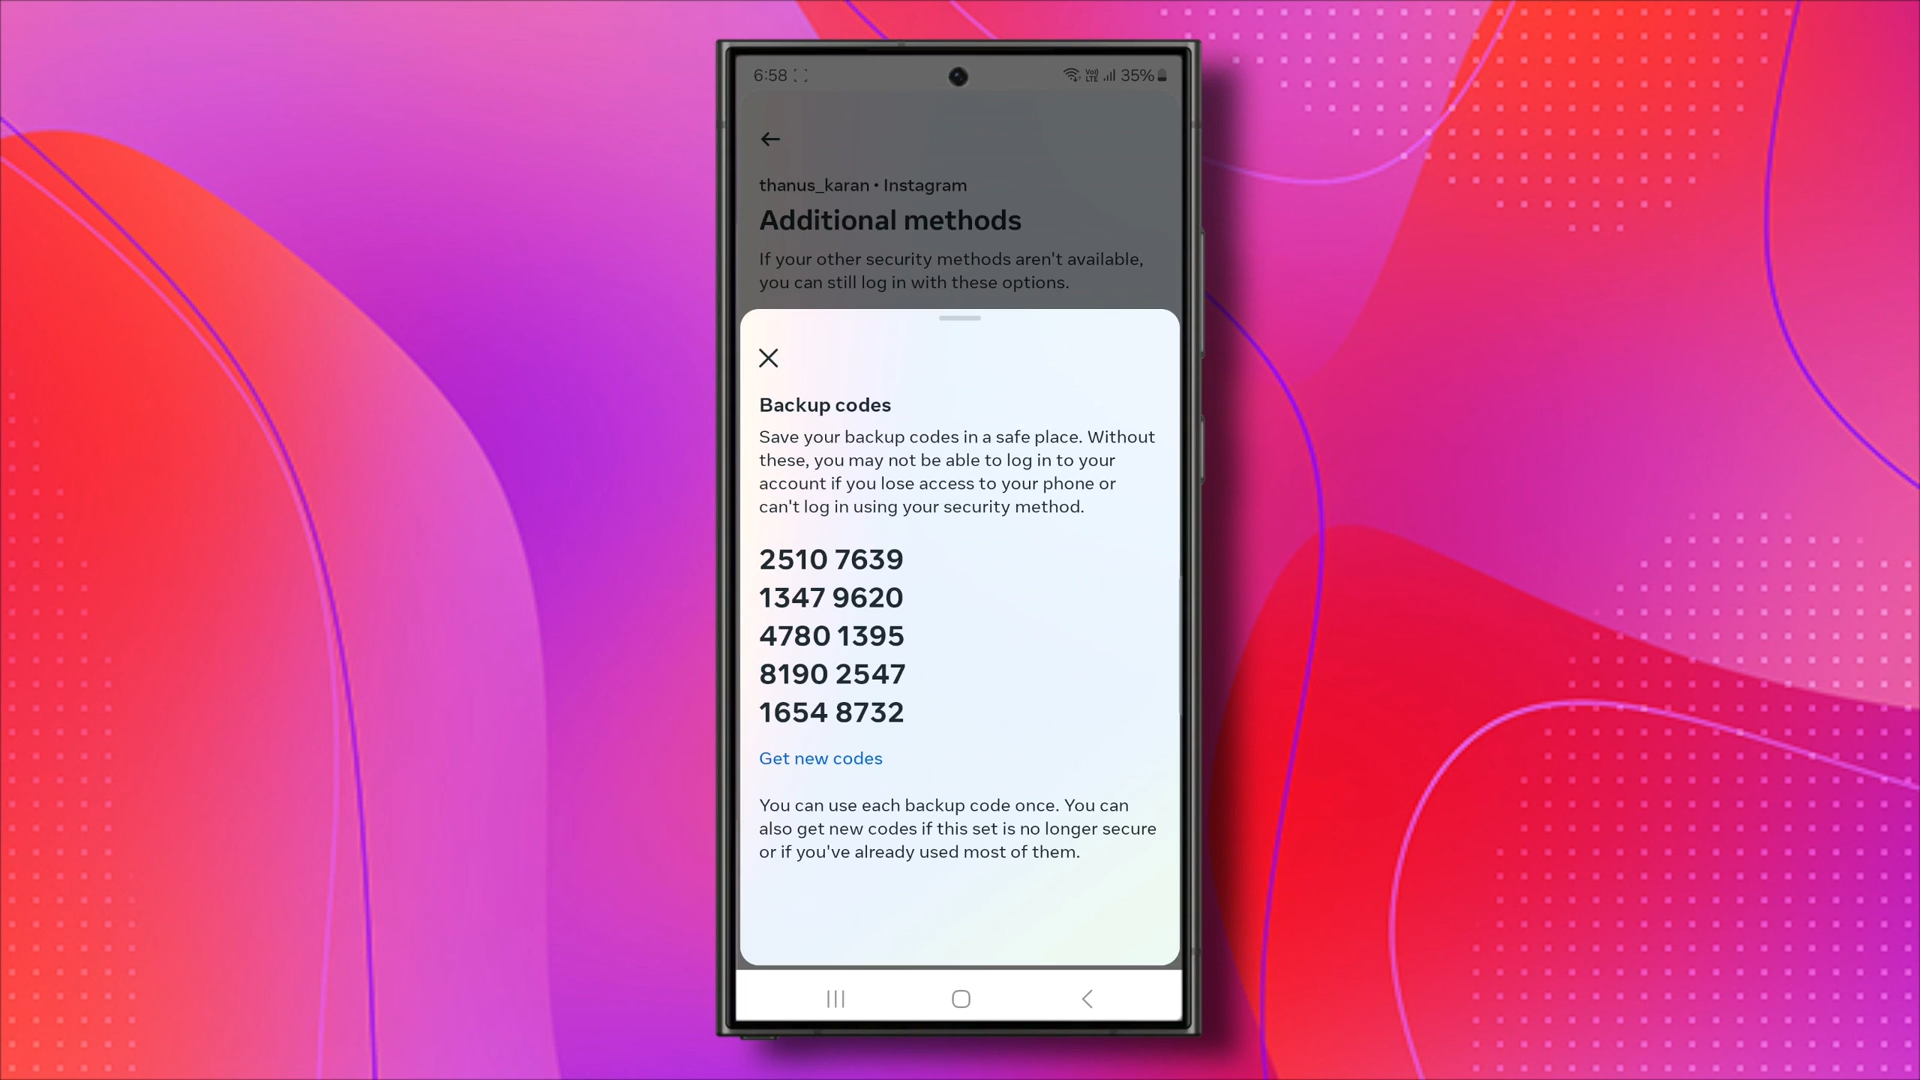 6:58 35%
thanus_karan • Instagram
Additional methods
If your other security methods aren't available,
you can still log in with these options.
Backup codes
Save your backup codes in a safe place. Without
these, you may not be able to log in to your
account if you lose access to your phone or
can't log in using your security method.
2510 7639
1347 9620
4780 1395
8190 2547
1654 8732
Get new codes
You can use each backup code once. You can
also get new codes if this set is no longer secure
or if you've already used most of them.